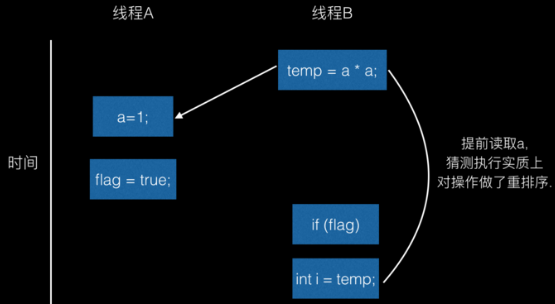 线程A
线程B
temp = a * a;
a=1;
提前读取a,
猜测执行实质上
对操作做了重排序.
时间
flag = true;
if (flag)
int i = temp;